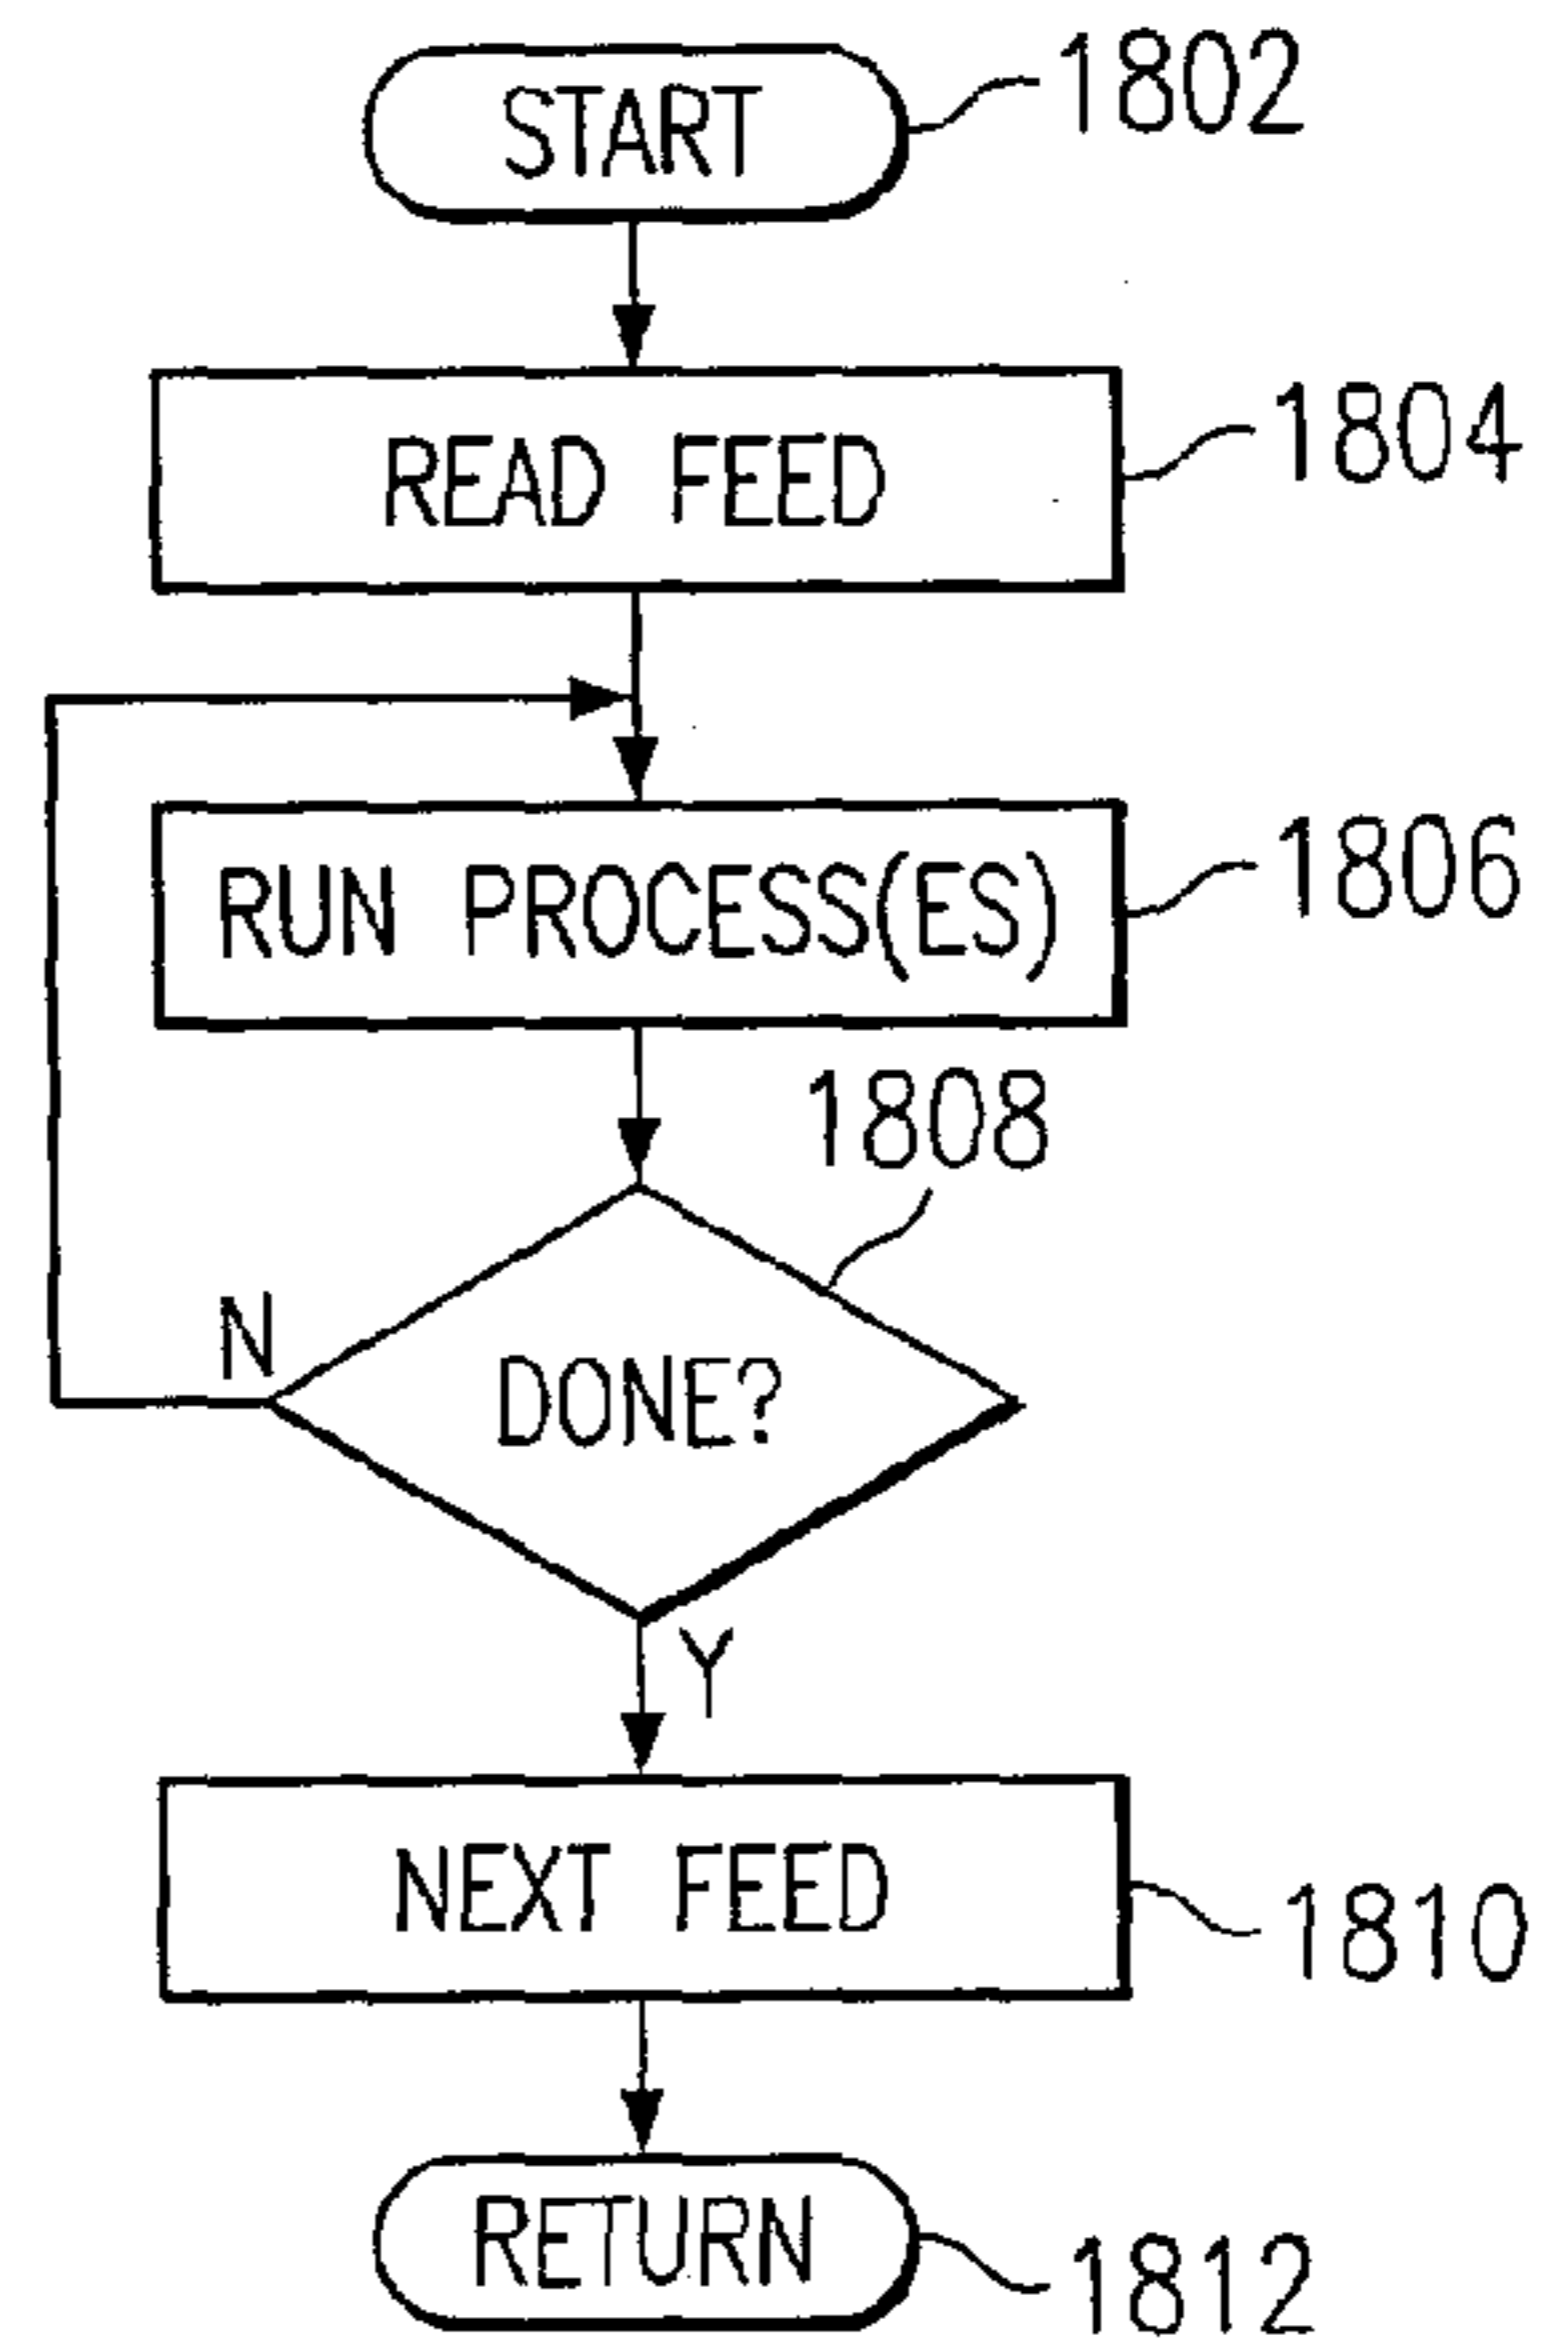 START 1802
READ FEED 1804
RUN PROCESS(ES) 1806
1808
N
DONE?
Y
NEXT FEED 1810
RETURN 1812